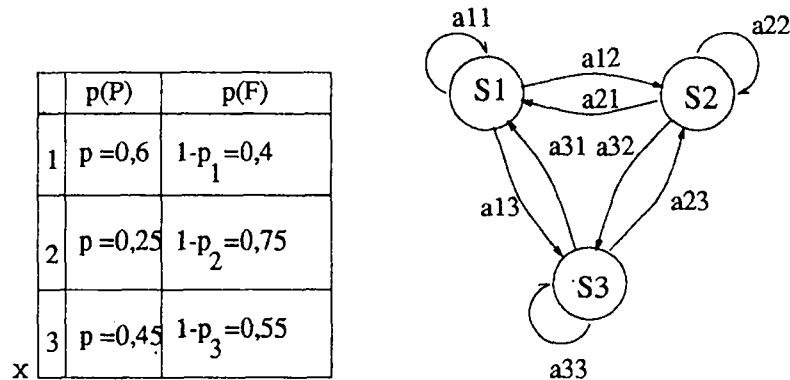 p(P) p(F)
1 p =0,6 1-p1 =0,4
2 p =0,25 1-p2 =0,75
3 p =0,45 1-p3 =0,55
x
a11
a22
a12
S1 S2
a21
a31 a32
a13 a23
S3
a33